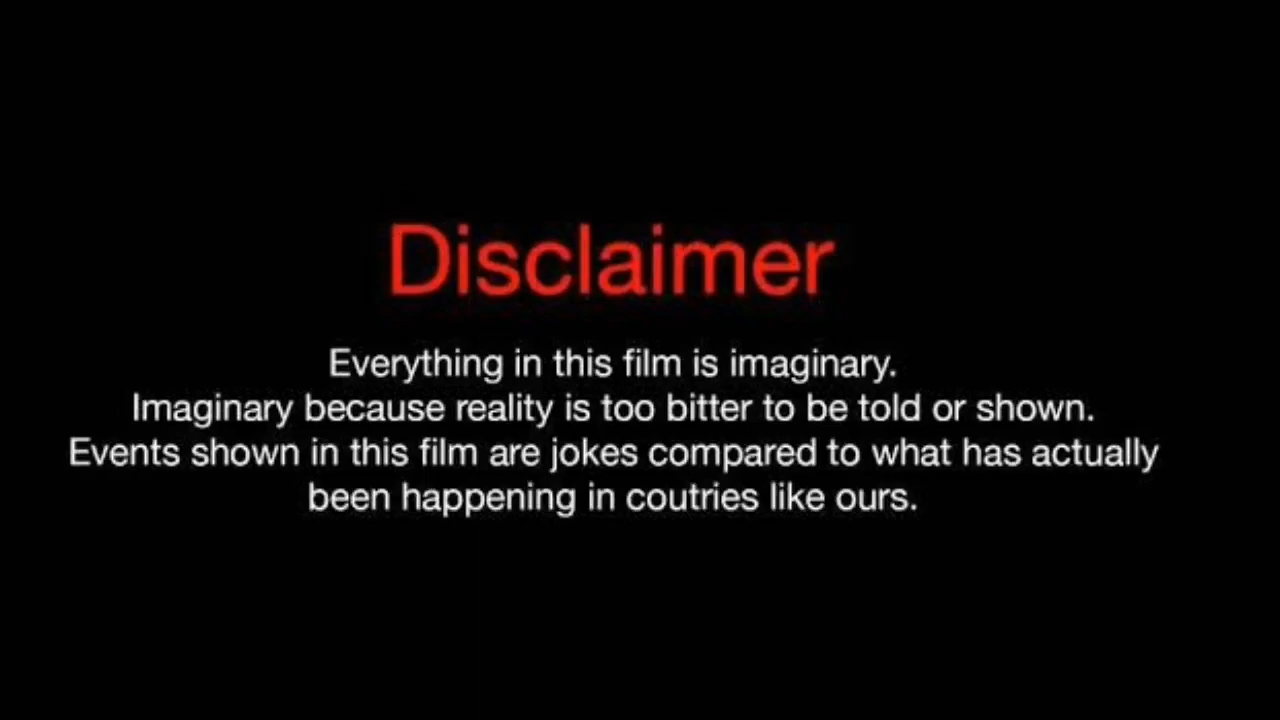 Disclaimer
Everything in this film is imaginary.
Imaginary because reality is too bitter to be told or shown.
Events shown in this film are jokes compared to what has actually
been happening in coutries like ours.